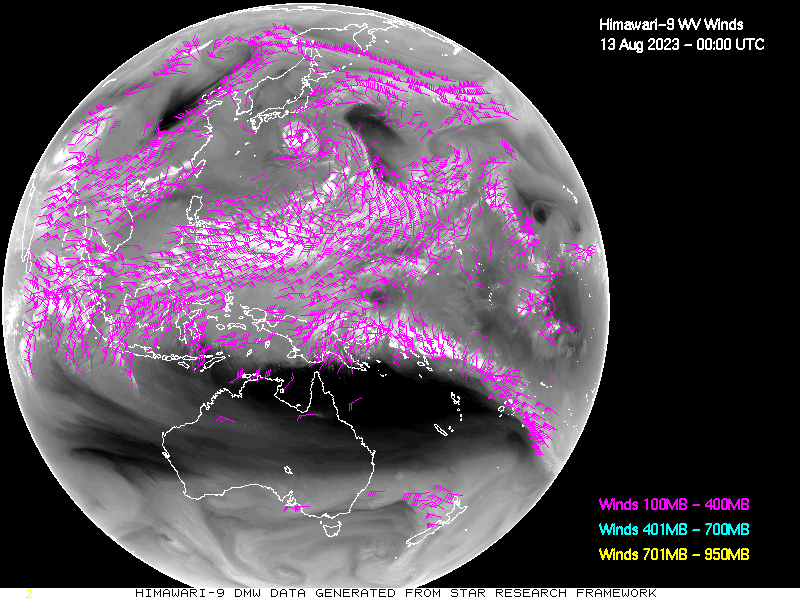 Himawari-9 WV Winds
13 Aug 2023 - 00:00 UTC
Winds 100MB - 400MB
Winds 401MB - 700MB
Winds 701MB - 950MB
2
HIMAWARI-9 DMW DATA GENERATED FROM STAR RESEARCH FRAMEWORK